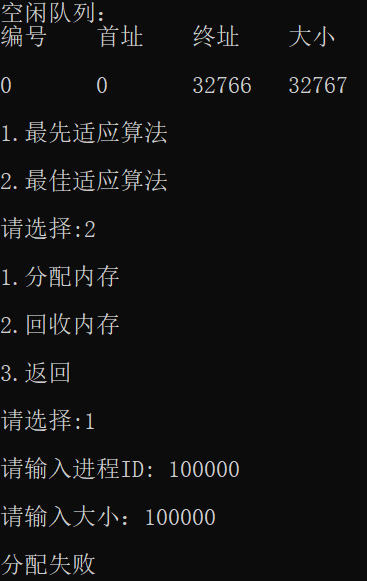 空闲队列:
编号 首址 终址 大小
0 0 32766 32767
1.最先适应算法
2.最佳适应算法
请选择:2
1.分配内存
2.回收内存
3.返回
请选择:1
请输入进程ID: 100000
请输入大小：100000
分配失败